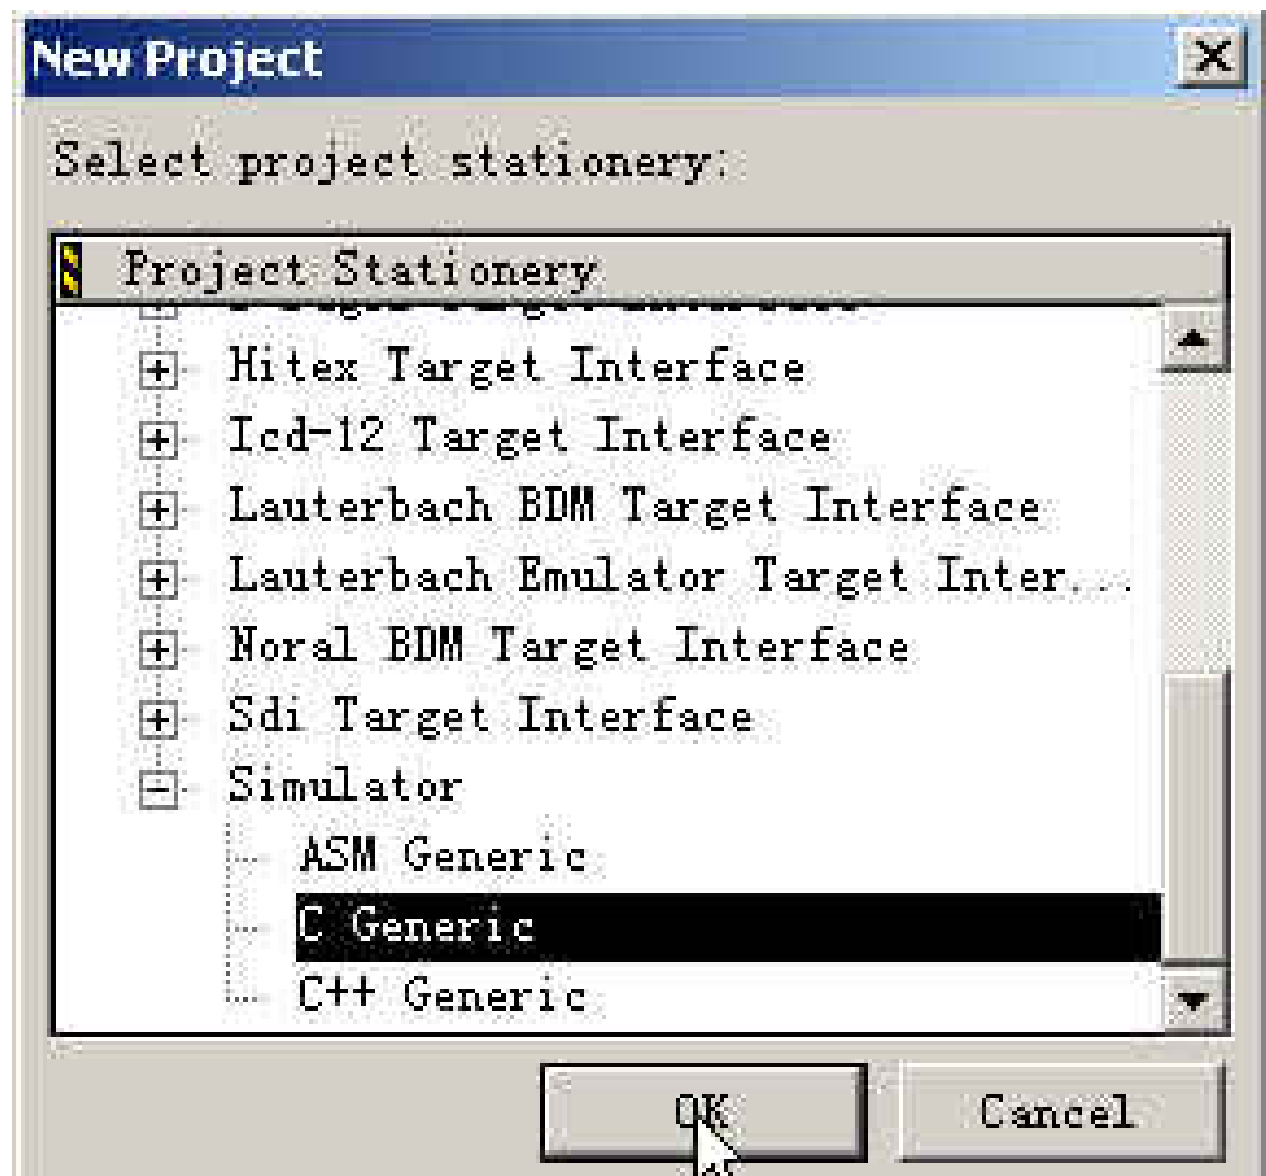 New Project
Select project stationery:
Project Stationery
Hitex Target Interface
Icd-12 Target Interface
Lauterbach BDM Target Interface
Lauterbach Emulator Target Inter...
Noral BDM Target Interface
Sdi Target Interface
Simulator
ASM Generic
C Generic
C++ Generic
OK
Cancel